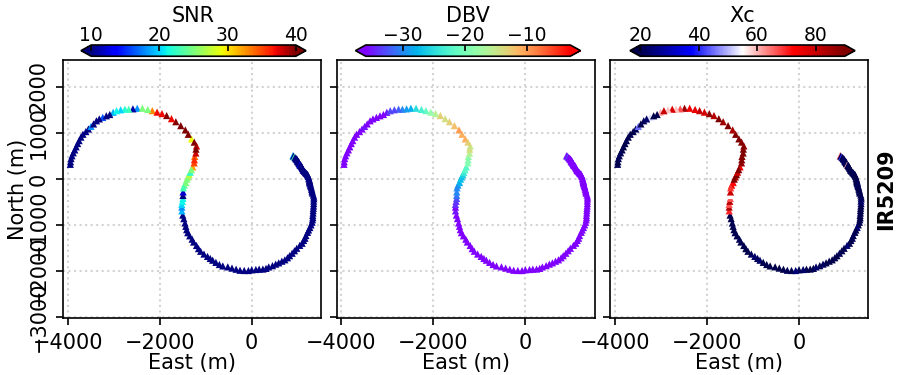 SNR DBV Xc
10 20 30 40 −30 −20 −10 20 40 60 80
2000
1000
0
−1000
−2000
−3000
North (m)
−4000 −2000 0 −4000 −2000 0 −4000 −2000 0
East (m) East (m) East (m)
IR5209